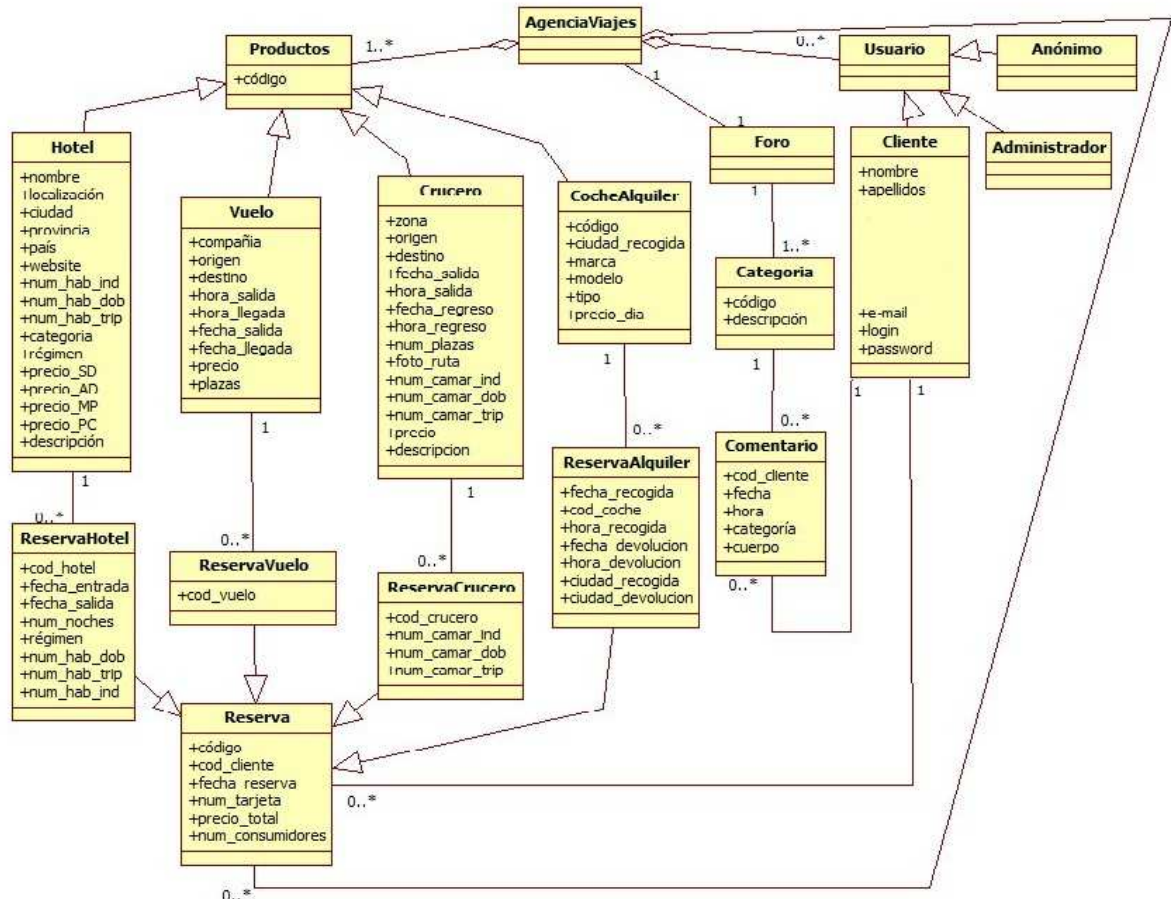 AgenciaViajes
Productos
+código
1..*
0..*
Usuario
Anónimo
1
1
Foro
Cliente
+nombre
+apellidos
+e-mail
+login
+password
Administrador
Hotel
+nombre
+localización
+ciudad
+provincia
+país
+website
+num_hab_ind
+num_hab_dob
+num_hab_trip
+categoria
+régimen
+precio_SD
+precio_AD
+precio_MP
+precio_PC
+descripción
Vuelo
+compañia
+origen
+destino
+hora_salida
+hora_llegada
+fecha_salida
+fecha_llegada
+precio
+plazas
Crucero
+zona
+origen
+destino
+fecha_salida
+hora_salida
+fecha_regreso
+hora_regreso
+num_plazas
+foto_ruta
+num_camar_ind
+num_camar_dob
+num_camar_trip
+precio
+descripcion
CocheAlquiler
+código
+ciudad_recogida
+marca
+modelo
+tipo
+precio_dia
1
1..*
Categoria
+código
+descripción
1
1
1
1
0..*
0..*
Comentario
+cod_cliente
+fecha
+hora
+categoría
+cuerpo
0..*
ReservaAlquiler
+fecha_recogida
+cod_coche
+hora_recogida
+fecha_devolucion
+hora_devolucion
+ciudad_recogida
+ciudad_devolucion
1
0..*
ReservaHotel
+cod_hotel
+fecha_entrada
+fecha_salida
+num_noches
+régimen
+num_hab_dob
+num_hab_trip
+num_hab_ind
1
0..*
ReservaVuelo
+cod_vuelo
1
0..*
ReservaCrucero
+cod_crucero
+num_camar_ind
+num_camar_dob
+num_camar_trip
Reserva
+código
+cod_cliente
+fecha_reserva
+num_tarjeta
+precio_total
+num_consumidores
0..*
0..*